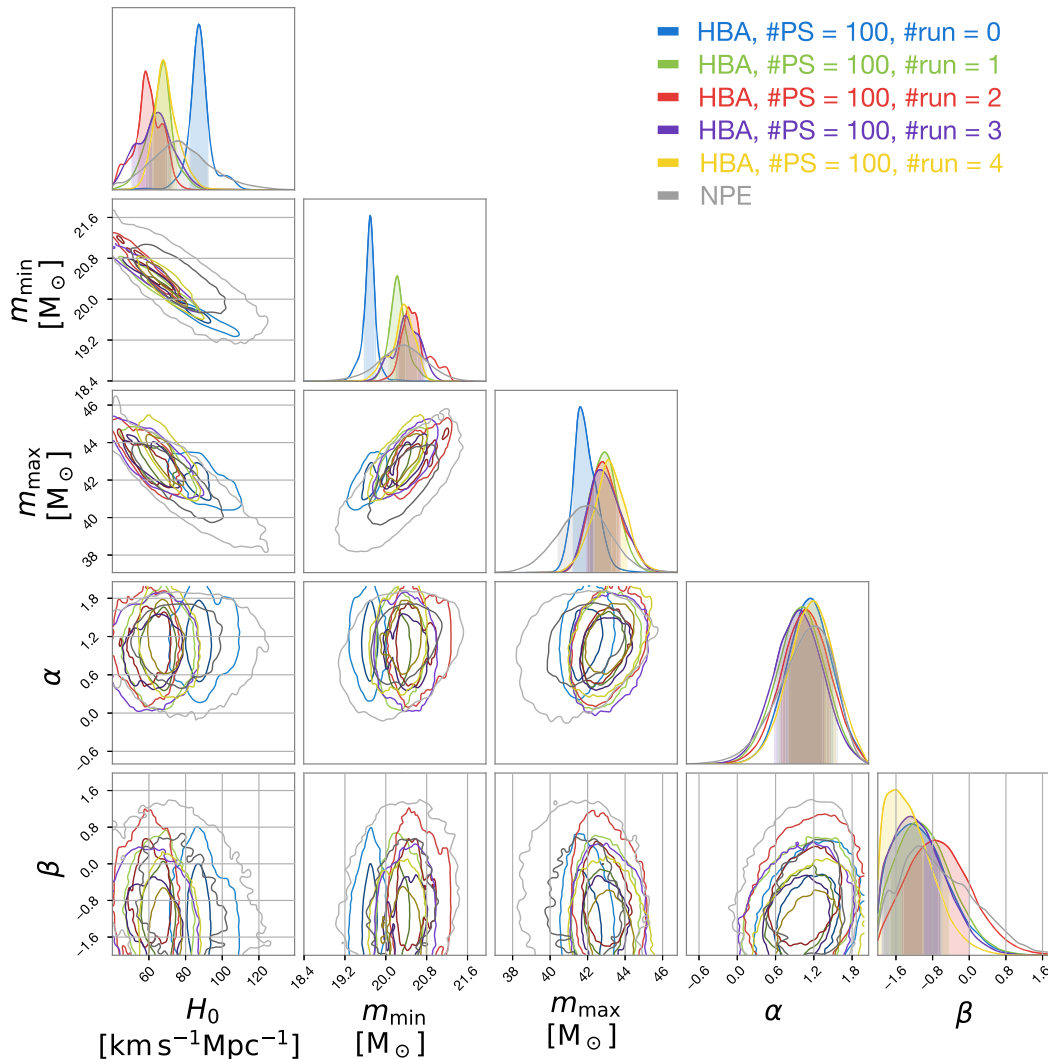 HBA, #PS = 100, #run = 0
HBA, #PS = 100, #run = 1
HBA, #PS = 100, #run = 2
HBA, #PS = 100, #run = 3
HBA, #PS = 100, #run = 4
NPE
21.6
20.8
20.0
19.2
18.4
m_min
[M_⊙]
46
44
42
40
38
m_max
[M_⊙]
1.8
1.2
0.6
0.0
−0.6
α
1.6
0.8
0.0
−0.8
−1.6
β
60
80
100
120
18.4
19.2
20.0
20.8
21.6
38
40
42
44
46
−0.6
0.0
0.6
1.2
1.8
−1.6
−0.8
0.0
0.8
1.6
H_0
[km s⁻¹Mpc⁻¹]
m_min
[M_⊙]
m_max
[M_⊙]
α
β